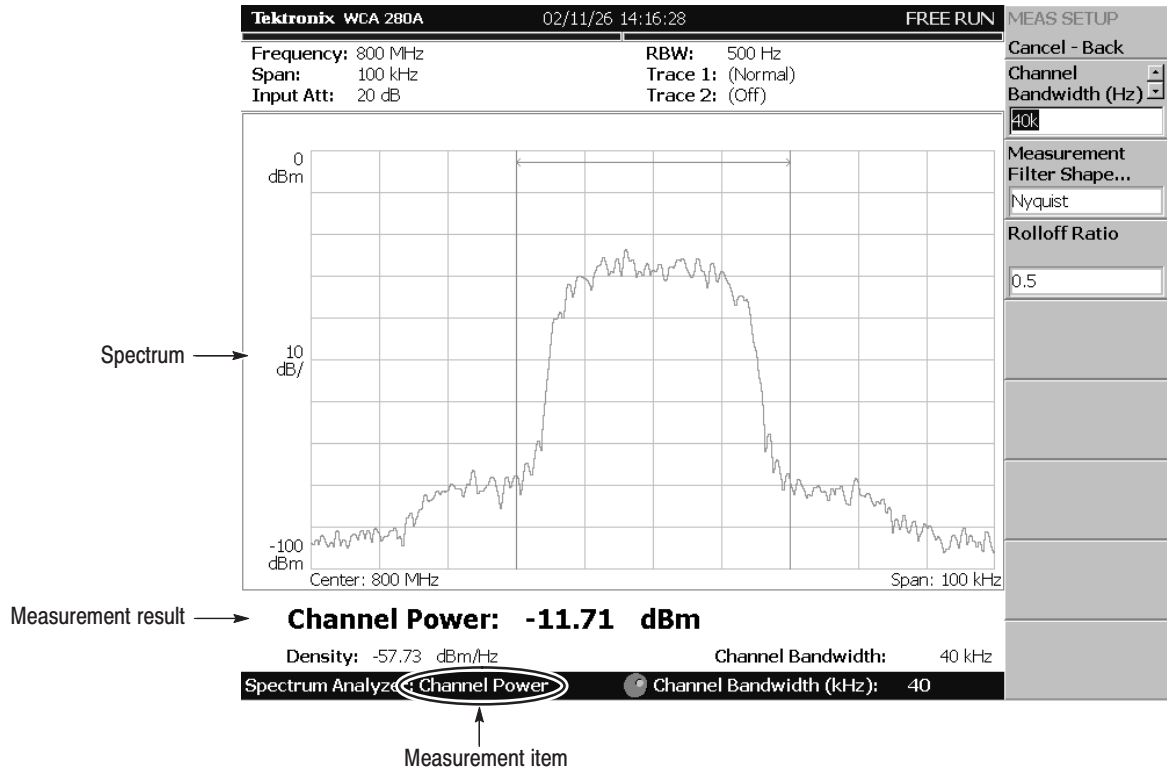 Tektronix WCA 280A 02/11/26 14:16:28 FREE RUN
Frequency: 800 MHz
Span: 100 kHz
Input Att: 20 dB
RBW: 500 Hz
Trace 1: (Normal)
Trace 2: (Off)
MEAS SETUP
Cancel - Back
Channel
Bandwidth (Hz)
40k
Measurement
Filter Shape...
Nyquist
Rolloff Ratio
0.5
0
dBm
Spectrum
10
dB/
-100
dBm
Center: 800 MHz Span: 100 kHz
Measurement result
Channel Power: -11.71 dBm
Density: -57.73 dBm/Hz Channel Bandwidth: 40 kHz
Spectrum Analyzer: Channel Power Channel Bandwidth (kHz): 40
Measurement item